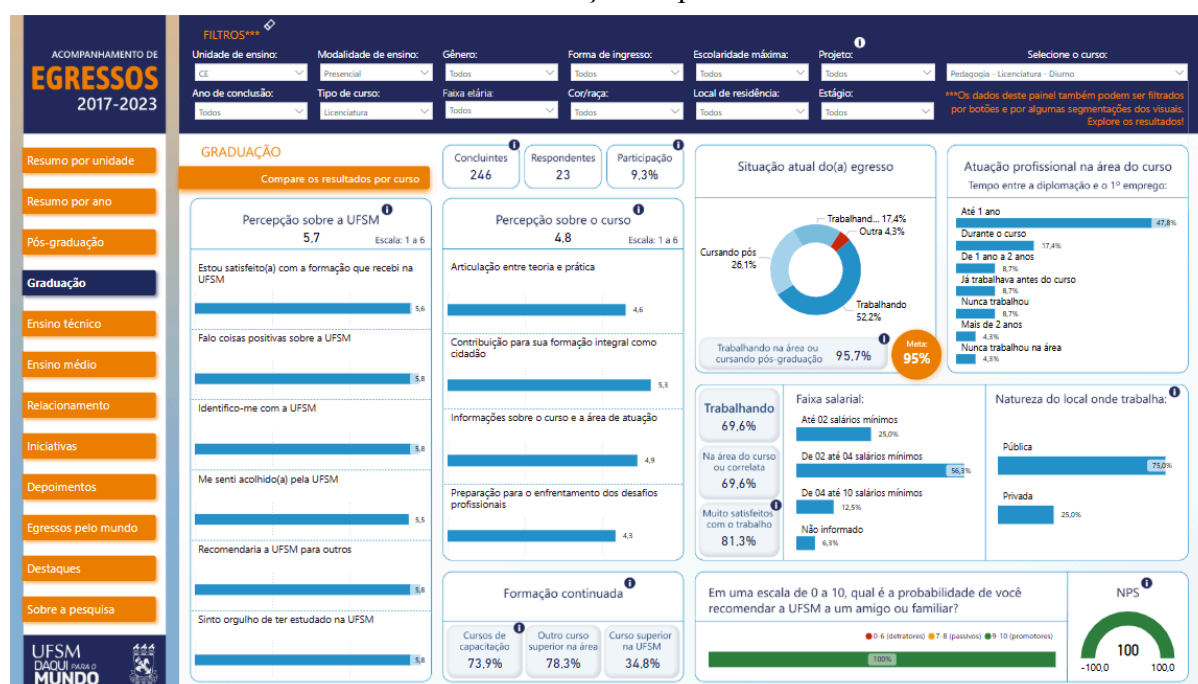 ACOMPANHAMENTO DE
EGRESSOS
2017-2023
FILTROS***
Unidade de ensino:
CE
Modalidade de ensino:
Presencial
Gênero:
Todos
Forma de ingresso:
Todos
Escolaridade máxima:
Todos
Projeto:
Todos
Selecione o curso:
Pedagogia - Licenciatura - Diurno
Ano de conclusão:
Todos
Tipo de curso:
Licenciatura
Faixa etária:
Todos
Cor/raça:
Todos
Local de residência:
Todos
Estágio:
Todos
***Os dados deste painel também podem ser filtrados
por botões e por algumas segmentações dos visuais.
Explore os resultados!
Resumo por unidade
Resumo por ano
Pós-graduação
Graduação
Ensino técnico
Ensino médio
Relacionamento
Iniciativas
Depoimentos
Egressos pelo mundo
Destaques
Sobre a pesquisa
UFSM
DAQUI PARA O
MUNDO
GRADUAÇÃO
Compare os resultados por curso
Concluintes
246
Respondentes
23
Participação
9,3%
Percepção sobre a UFSM
5,7
Escala: 1 a 6
Estou satisfeito(a) com a formação que recebi na
UFSM
5,6
Falo coisas positivas sobre a UFSM
5,8
Identifico-me com a UFSM
5,8
Me senti acolhido(a) pela UFSM
5,5
Recomendaria a UFSM para outros
5,8
Sinto orgulho de ter estudado na UFSM
5,8
Percepção sobre o curso
4,8
Escala: 1 a 6
Articulação entre teoria e prática
4,6
Contribuição para sua formação integral como
cidadão
5,3
Informações sobre o curso e a área de atuação
4,9
Preparação para o enfrentamento dos desafios
profissionais
4,3
Formação continuada
Cursos de
capacitação
73,9%
Outro curso
superior na área
78,3%
Curso superior
na UFSM
34,8%
Situação atual do(a) egresso
Trabalhand... 17,4%
Outra 4,3%
Cursando pós
26,1%
Trabalhando
52,2%
Trabalhando na área ou
cursando pós-graduação
95,7%
Meta:
95%
Atuação profissional na área do curso
Tempo entre a diplomação e o 1º emprego:
Até 1 ano
47,8%
Durante o curso
17,4%
De 1 ano a 2 anos
8,7%
Já trabalhava antes do curso
8,7%
Nunca trabalhou
8,7%
Mais de 2 anos
4,3%
Nunca trabalhou na área
4,3%
Trabalhando
69,6%
Na área do curso
ou correlata
69,6%
Muito satisfeitos
com o trabalho
81,3%
Faixa salarial:
Até 02 salários mínimos
25,0%
De 02 até 04 salários mínimos
56,3%
De 04 até 10 salários mínimos
12,5%
Não informado
6,3%
Natureza do local onde trabalha:
Pública
75,0%
Privada
25,0%
Em uma escala de 0 a 10, qual é a probabilidade de você
recomendar a UFSM a um amigo ou familiar?
0-6 (detratores) 7-8 (passivos) 9-10 (promotores)
100%
NPS
100
-100,0
100,0